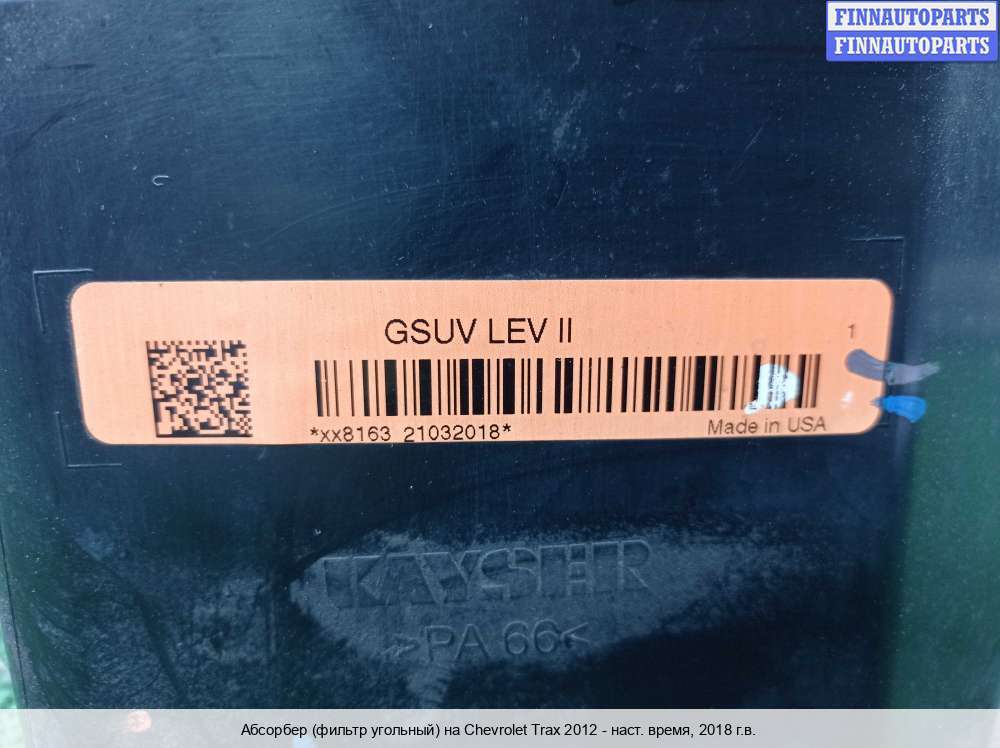 FINNAUTOPARTS
FINNAUTOPARTS
GSUV LEV II
1
*xx8163 21032018*
Made in USA
KAYSER
>PA 66<
Абсорбер (фильтр угольный) на Chevrolet Trax 2012 - наст. время, 2018 г.в.